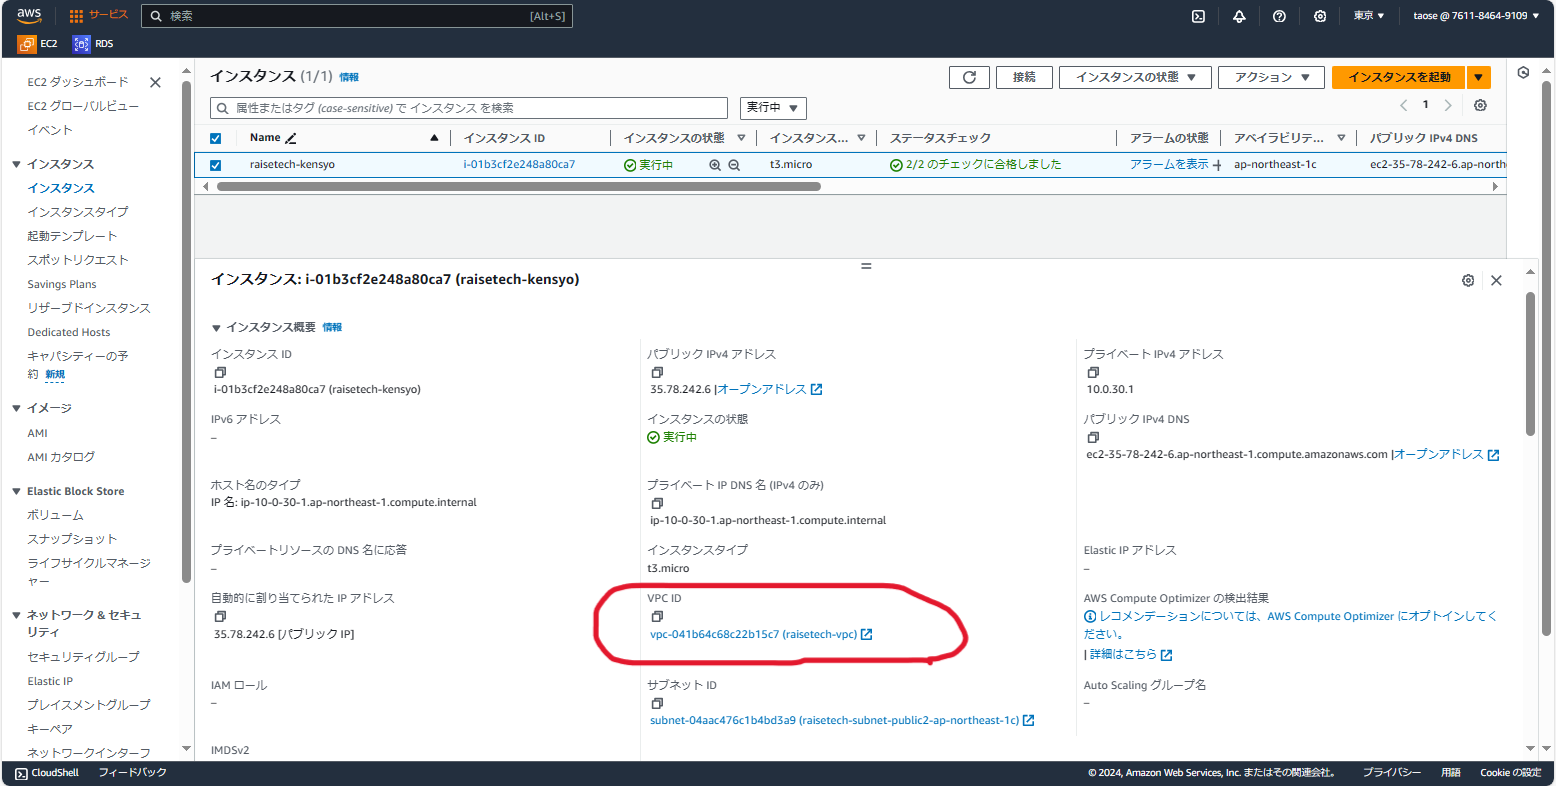 aws
サービス
検索
[Alt+S]
東京 ▼
taose @ 7611-8464-9109 ▼
EC2
RDS
EC2 ダッシュボード
EC2 グローバルビュー
イベント
インスタンス
インスタンス
インスタンスタイプ
起動テンプレート
スポットリクエスト
Savings Plans
リザーブドインスタンス
Dedicated Hosts
キャパシティーの予
約 新規
イメージ
AMI
AMI カタログ
Elastic Block Store
ボリューム
スナップショット
ライフサイクルマネージ
ャー
ネットワーク & セキュ
リティ
セキュリティグループ
Elastic IP
プレイスメントグループ
キーペア
ネットワークインターフ
インスタンス (1/1) 情報
接続
インスタンスの状態 ▼
アクション ▼
インスタンスを起動
属性またはタグ (case-sensitive) で インスタンス を検索
実行中 ▼
1
Name
インスタンス ID
インスタンスの状態
インスタンス...
ステータスチェック
アラームの状態
アベイラビリテ...
パブリック IPv4 DNS
raisetech-kensyo
i-01b3cf2e248a80ca7
実行中
t3.micro
2/2 のチェックに合格しました
アラームを表示 +
ap-northeast-1c
ec2-35-78-242-6.ap-north
インスタンス: i-01b3cf2e248a80ca7 (raisetech-kensyo)
インスタンス概要 情報
インスタンス ID
i-01b3cf2e248a80ca7 (raisetech-kensyo)
パブリック IPv4 アドレス
35.78.242.6 |オープンアドレス
プライベート IPv4 アドレス
10.0.30.1
IPv6 アドレス
–
インスタンスの状態
実行中
パブリック IPv4 DNS
ec2-35-78-242-6.ap-northeast-1.compute.amazonaws.com |オープンアドレス
ホスト名のタイプ
IP 名: ip-10-0-30-1.ap-northeast-1.compute.internal
プライベート IP DNS 名 (IPv4 のみ)
ip-10-0-30-1.ap-northeast-1.compute.internal
プライベートリソースの DNS 名に応答
–
インスタンスタイプ
t3.micro
Elastic IP アドレス
–
自動的に割り当てられた IP アドレス
35.78.242.6 [パブリック IP]
VPC ID
vpc-041b64c68c22b15c7 (raisetech-vpc)
AWS Compute Optimizer の検出結果
レコメンデーションについては、AWS Compute Optimizer にオプトインしてく
ださい。
| 詳細はこちら
IAM ロール
–
サブネット ID
subnet-04aac476c1b4bd3a9 (raisetech-subnet-public2-ap-northeast-1c)
Auto Scaling グループ名
–
IMDSv2
CloudShell
フィードバック
© 2024, Amazon Web Services, Inc. またはその関連会社。
プライバシー
用語
Cookie の設定